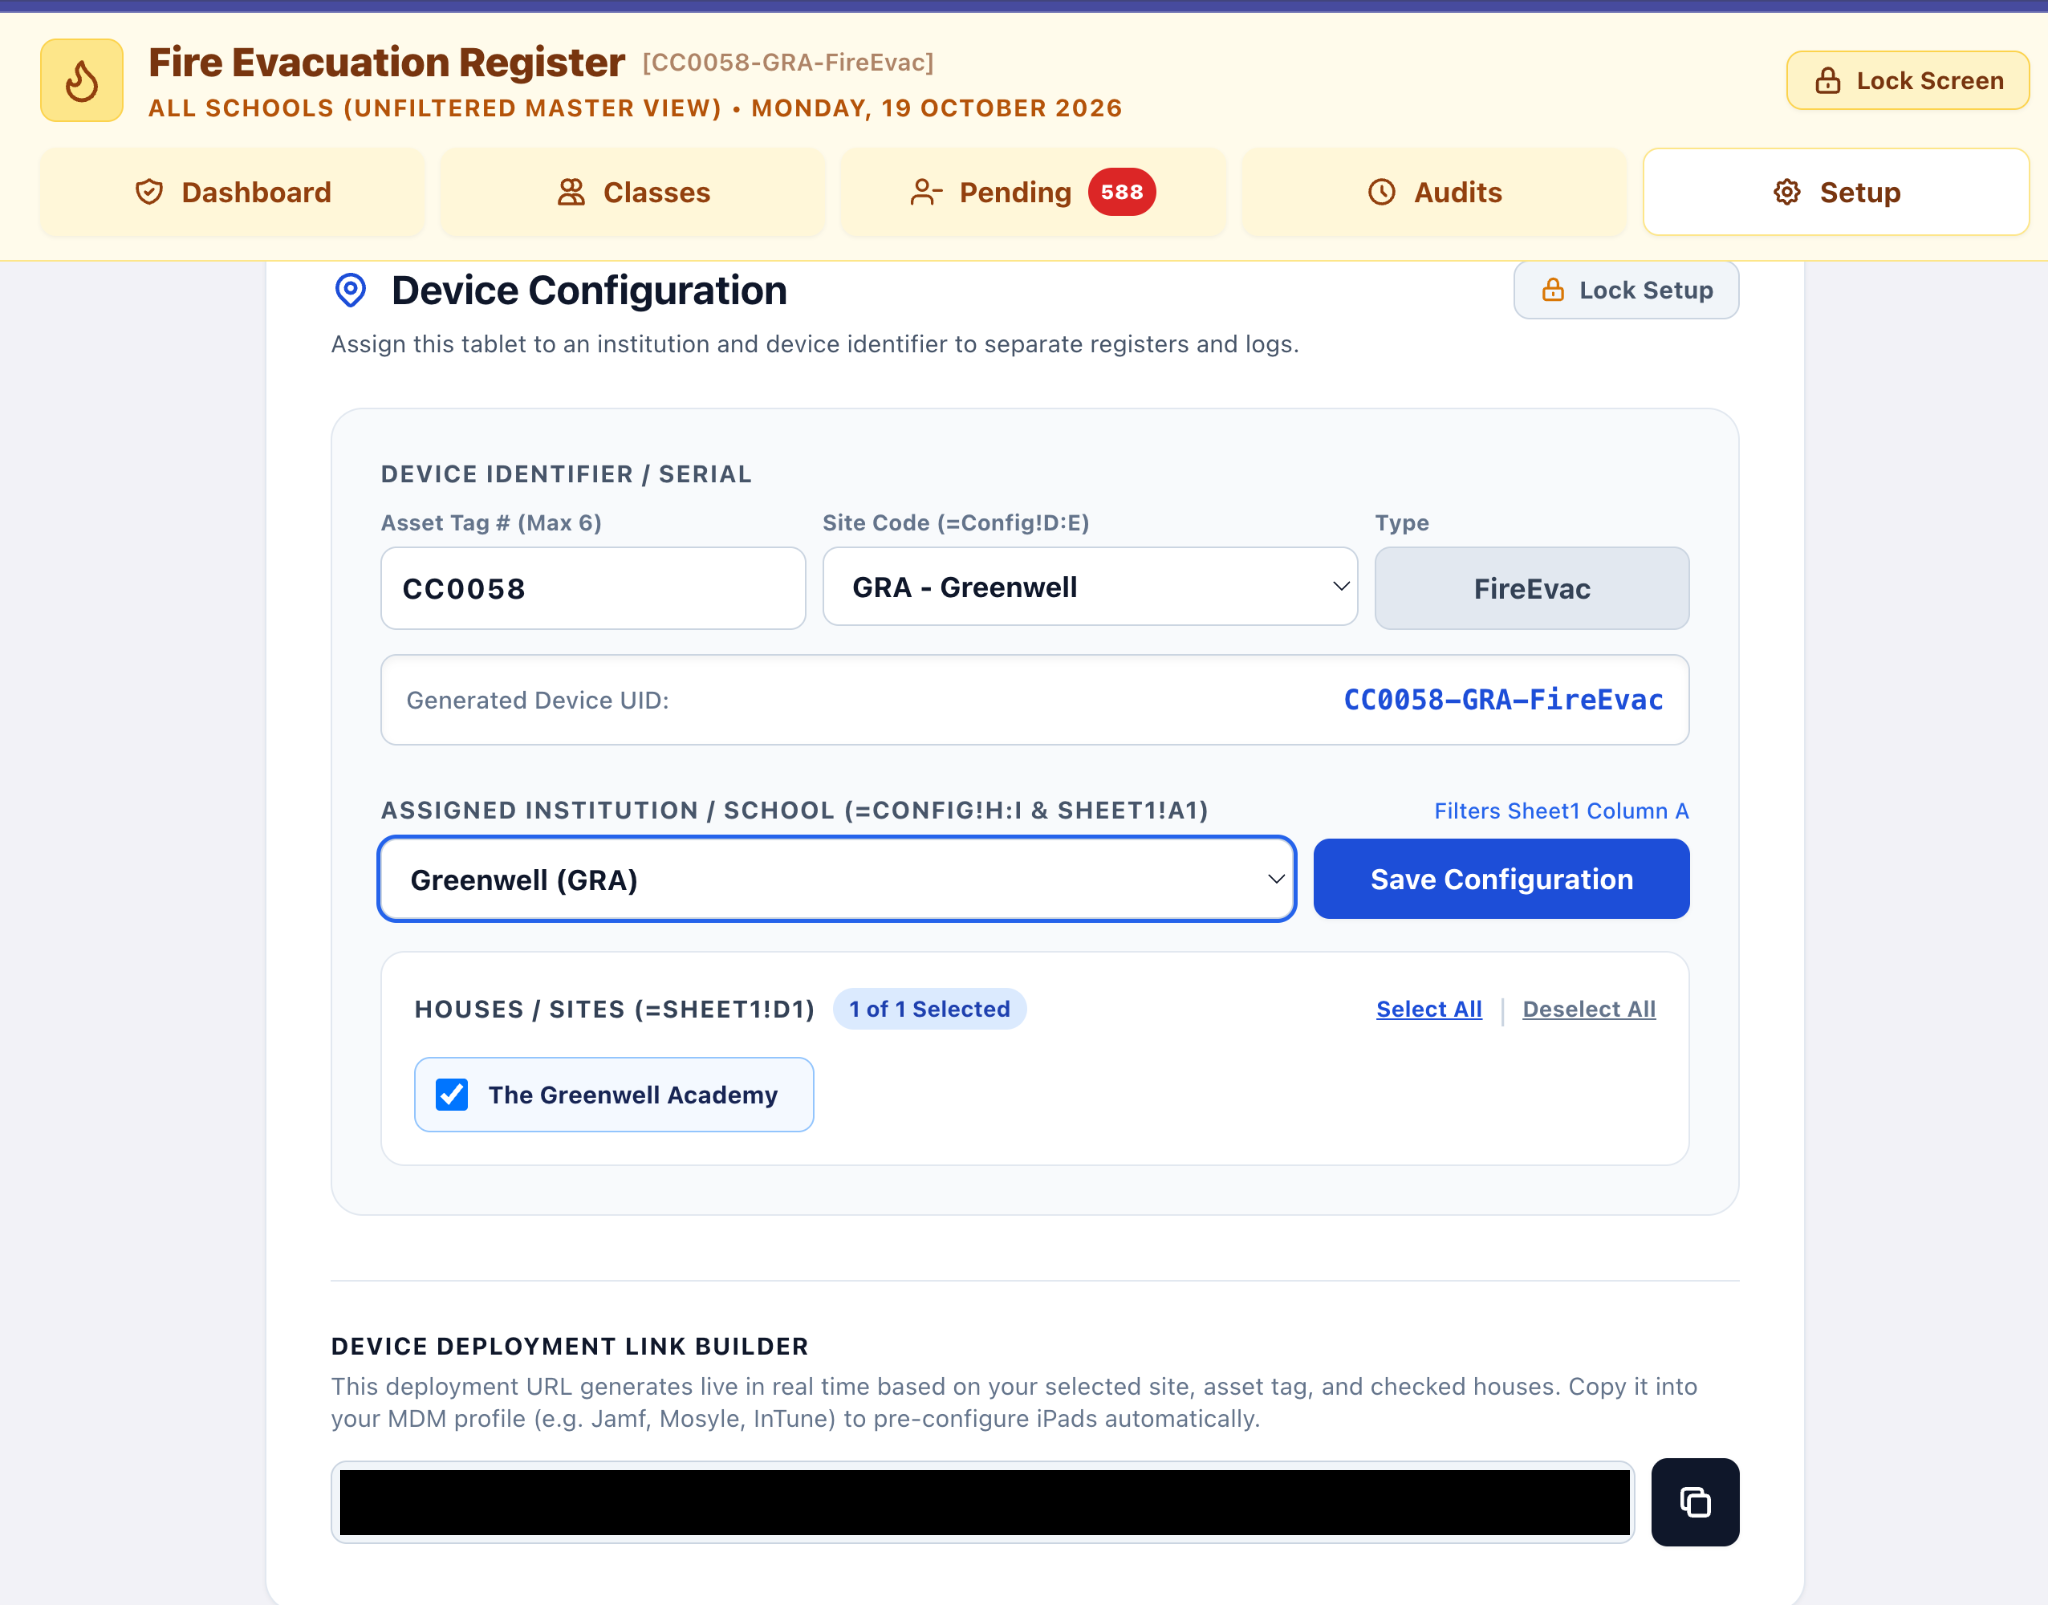 Fire Evacuation Register [CC0058-GRA-FireEvac]
ALL SCHOOLS (UNFILTERED MASTER VIEW) • MONDAY, 19 OCTOBER 2026
Lock Screen
Dashboard
Classes
Pending 588
Audits
Setup
Device Configuration
Lock Setup
Assign this tablet to an institution and device identifier to separate registers and logs.
DEVICE IDENTIFIER / SERIAL
Asset Tag # (Max 6)
Site Code (=Config!D:E)
Type
CC0058
GRA - Greenwell
FireEvac
Generated Device UID:
CC0058-GRA-FireEvac
ASSIGNED INSTITUTION / SCHOOL (=CONFIG!H:I & SHEET1!A1)
Filters Sheet1 Column A
Greenwell (GRA)
Save Configuration
HOUSES / SITES (=SHEET1!D1)
1 of 1 Selected
Select All
Deselect All
The Greenwell Academy
DEVICE DEPLOYMENT LINK BUILDER
This deployment URL generates live in real time based on your selected site, asset tag, and checked houses. Copy it into
your MDM profile (e.g. Jamf, Mosyle, InTune) to pre-configure iPads automatically.